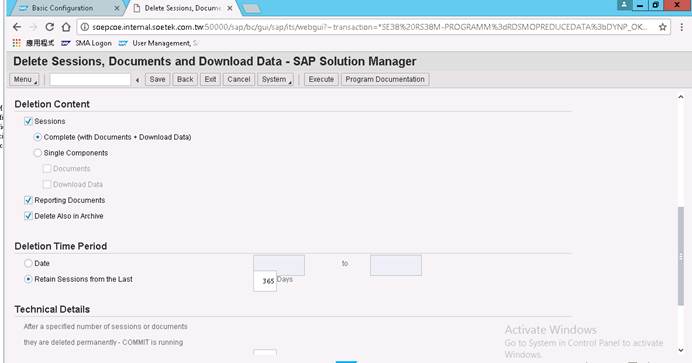 Basic Configuration
Delete Sessions, Docume
soepcoe.internal.soetek.com.tw:50000/sap/bc/gui/sap/its/webgui?~transaction=*SE38%20RS38M-PROGRAMM%3dRDSMOPREDUCEDATA%3bDYNP_OK...
應用程式
SMA Logon
User Management, S
Delete Sessions, Documents and Download Data - SAP Solution Manager
Menu
Save
Back
Exit
Cancel
System
Execute
Program Documentation
Deletion Content
Sessions
Complete (with Documents + Download Data)
Single Components
Documents
Download Data
Reporting Documents
Delete Also in Archive
Deletion Time Period
Date
to
Retain Sessions from the Last
365 Days
Technical Details
After a specified number of sessions or documents
they are deleted permanently - COMMIT is running
Activate Windows
Go to System in Control Panel to activate
Windows.